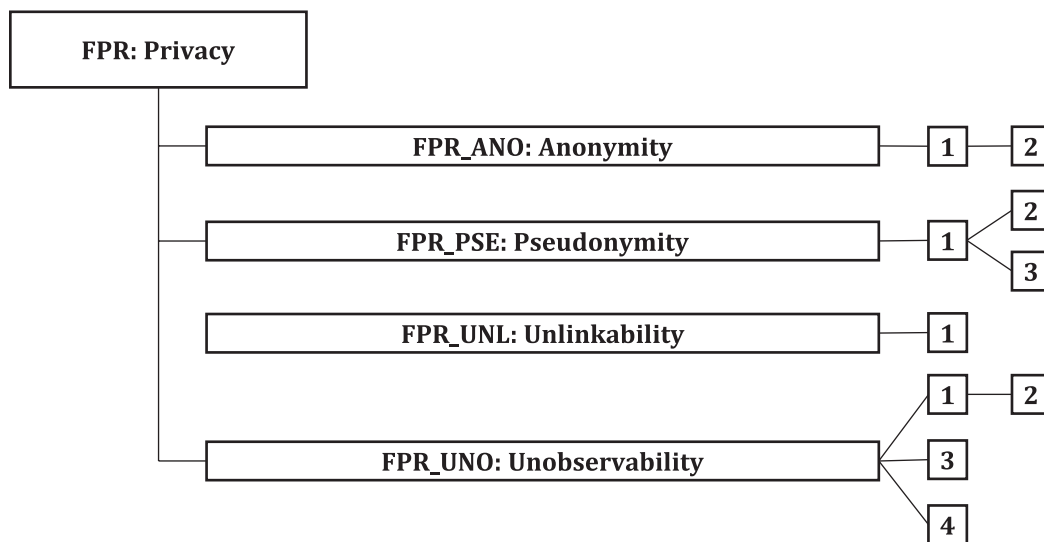 FPR: Privacy
FPR_ANO: Anonymity 1 2
2
FPR_PSE: Pseudonymity 1
3
FPR_UNL: Unlinkability 1
1 2
FPR_UNO: Unobservability 3
4